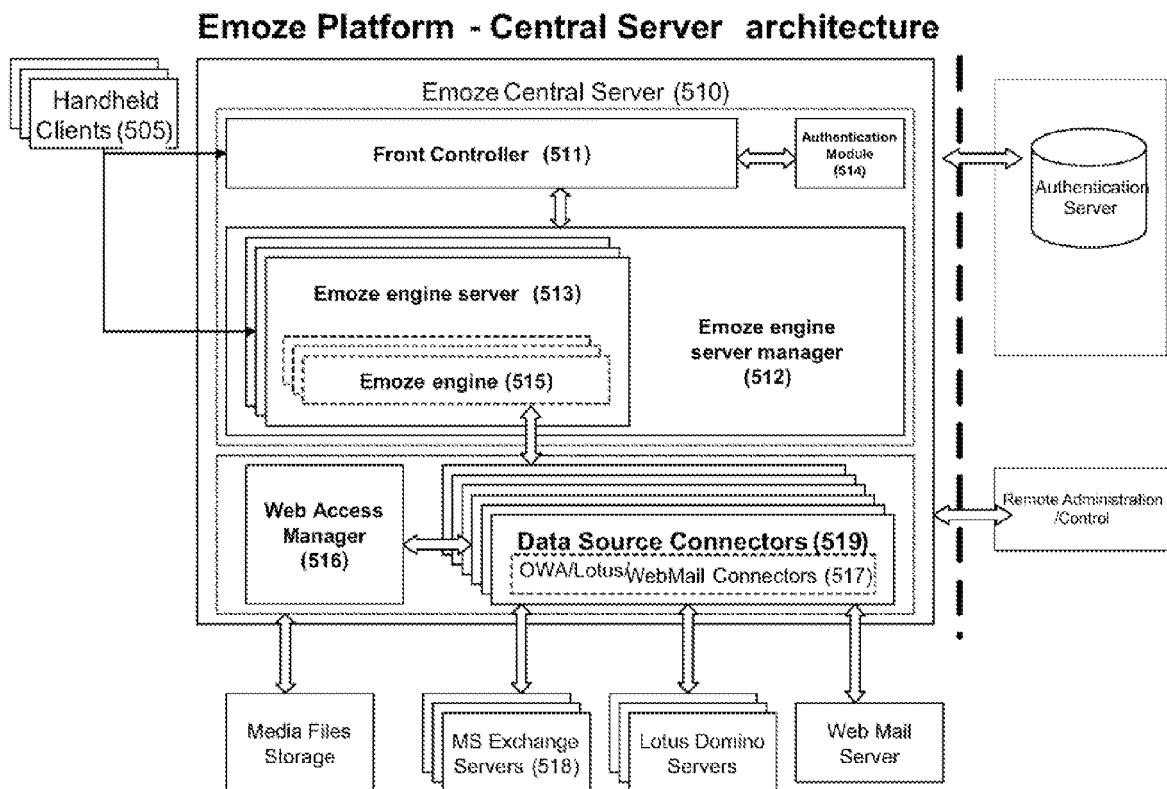 Emoze Platform - Central Server architecture
Handheld
Clients (505)
Emoze Central Server (510)
Front Controller (511)
Authentication
Module
(514)
Authentication
Server
Emoze engine server (513)
Emoze engine
server manager
(512)
Emoze engine (515)
Web Access
Manager
(516)
Data Source Connectors (519)
OWA/Lotus/WebMail Connectors (517)
Remote Administration
/Control
Media Files
Storage
MS Exchange
Servers (518)
Lotus Domino
Servers
Web Mail
Server